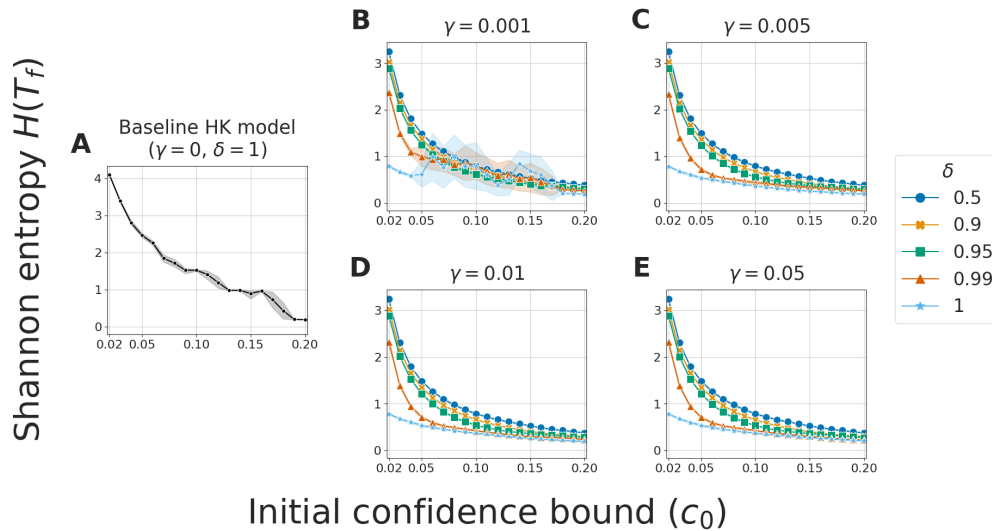 Shannon entropy H(T_f)
A
Baseline HK model
(γ = 0, δ = 1)
4
3
2
1
0
0.02 0.05 0.10 0.15 0.20
B
γ = 0.001
3
2
1
0
0.02 0.05 0.10 0.15 0.20
C
γ = 0.005
3
2
1
0
0.02 0.05 0.10 0.15 0.20
D
γ = 0.01
3
2
1
0
0.02 0.05 0.10 0.15 0.20
E
γ = 0.05
3
2
1
0
0.02 0.05 0.10 0.15 0.20
δ
0.5
0.9
0.95
0.99
1
Initial confidence bound (c_0)